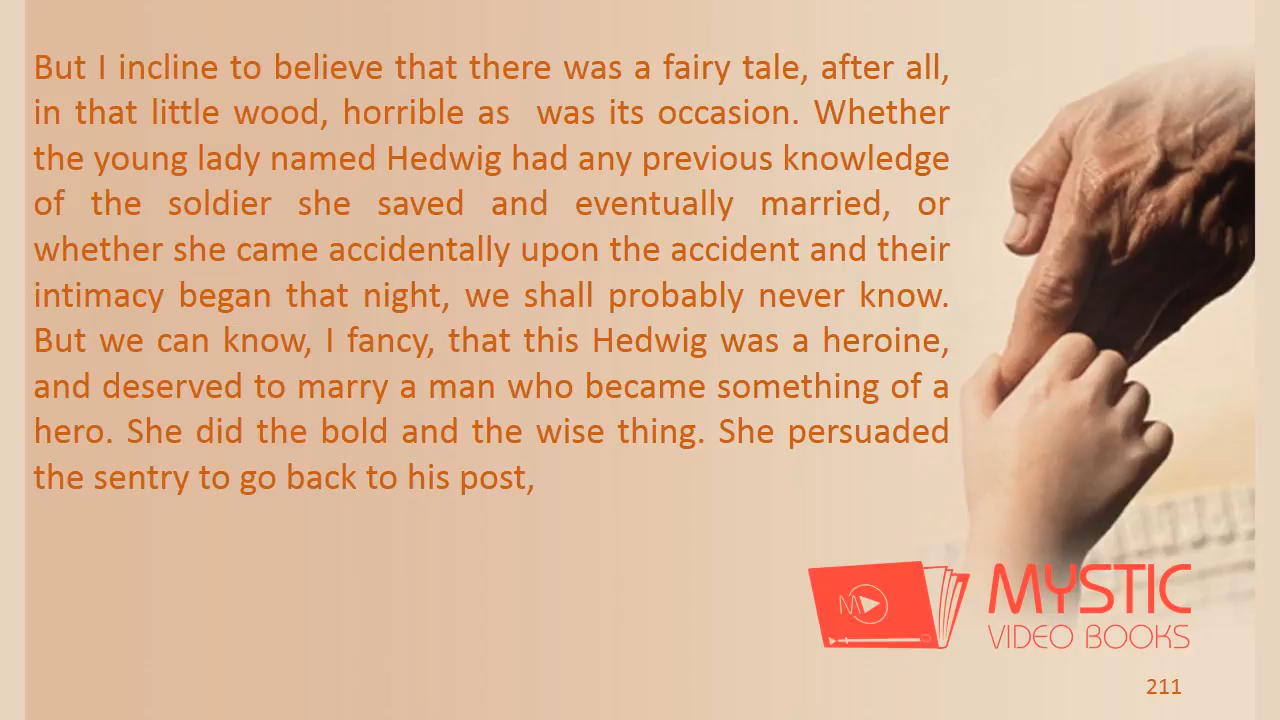 But I incline to believe that there was a fairy tale, after all,
in that little wood, horrible as  was its occasion. Whether
the young lady named Hedwig had any previous knowledge
of the soldier she saved and eventually married, or
whether she came accidentally upon the accident and their
intimacy began that night, we shall probably never know.
But we can know, I fancy, that this Hedwig was a heroine,
and deserved to marry a man who became something of a
hero. She did the bold and the wise thing. She persuaded
the sentry to go back to his post,
MYSTIC
VIDEO BOOKS
211